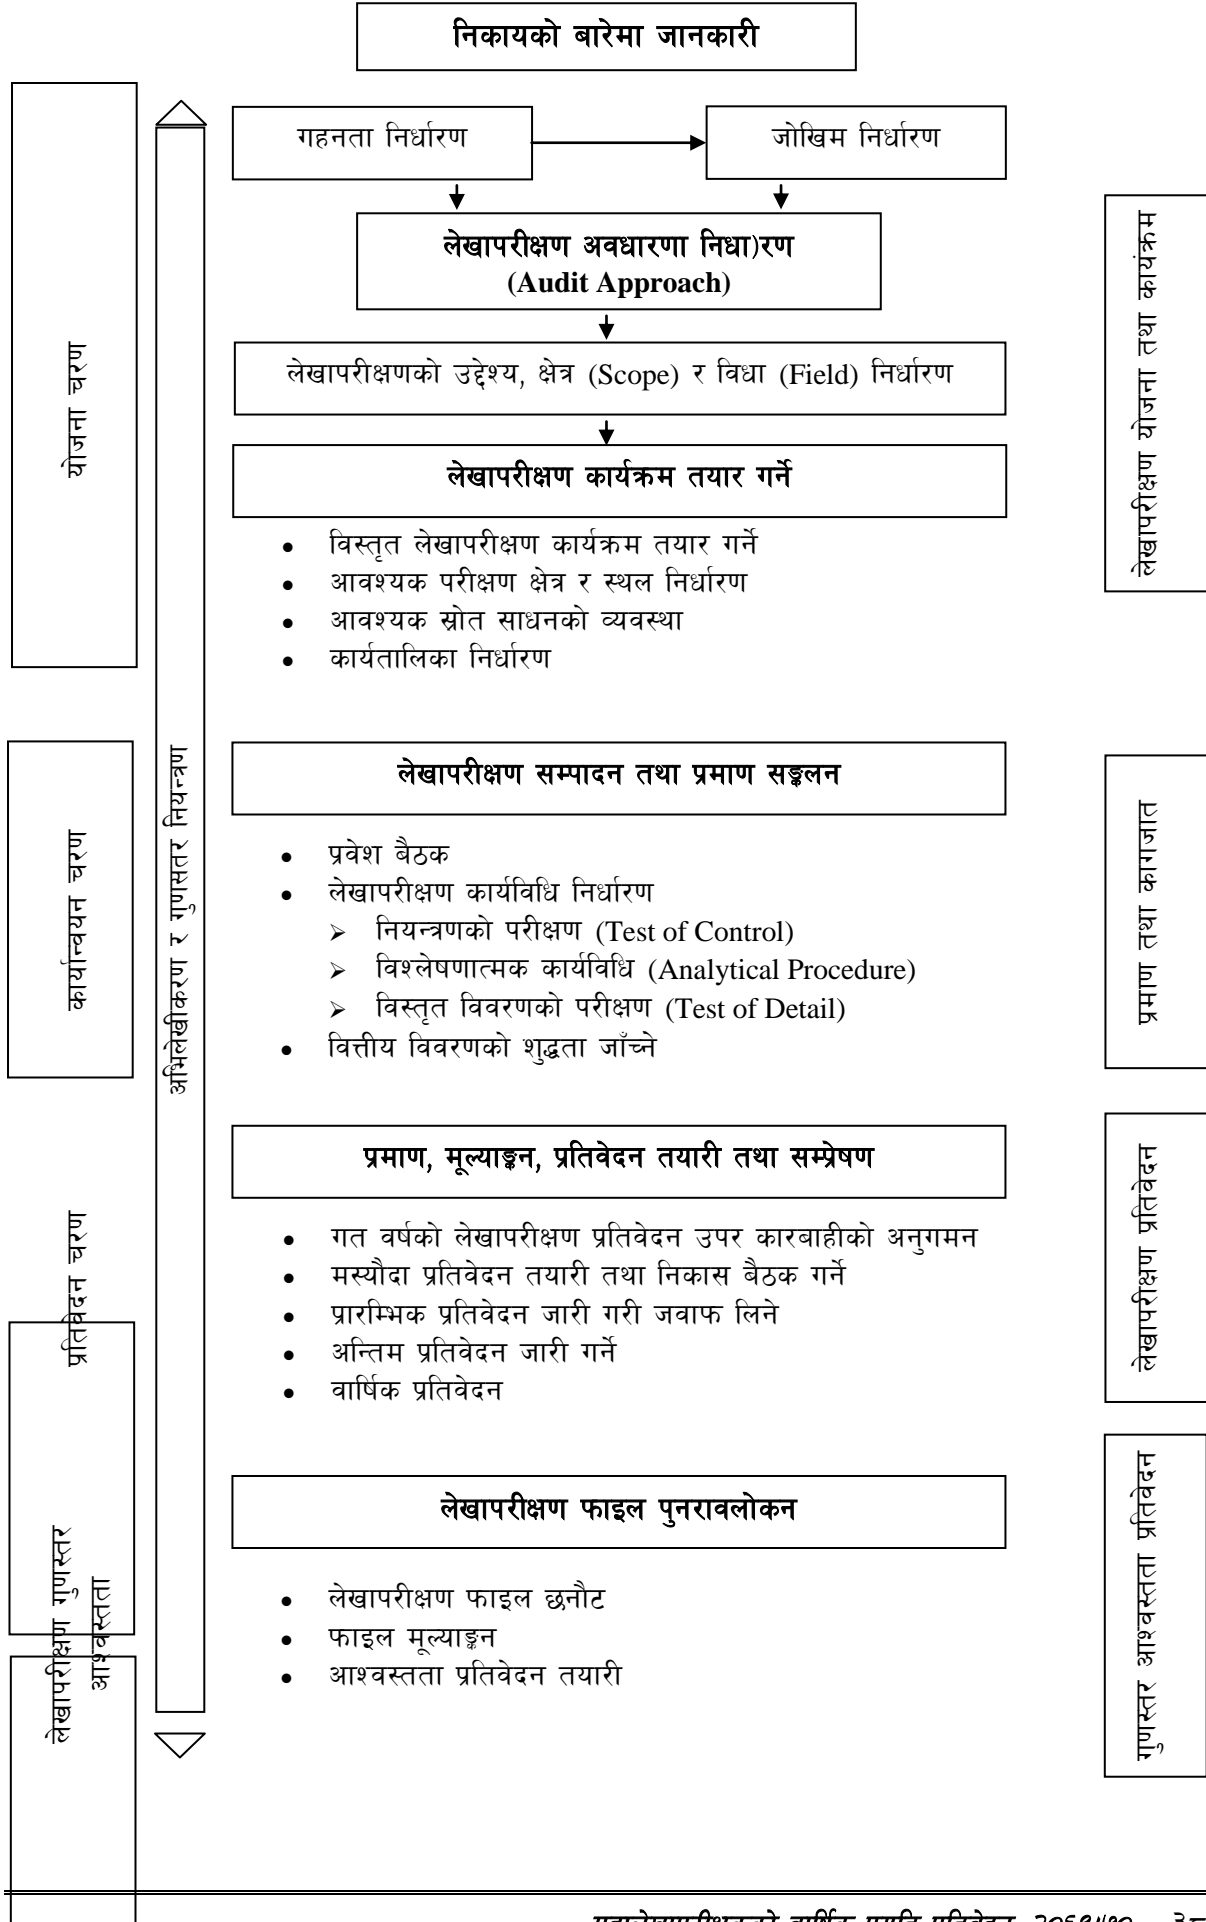 निकायको बारेमा जानकारी
गहनता निर्धारण
जोखिम निर्धारण
लेखापरीक्षण अवधारणा निधा)रण
(Audit Approach)
लेखापरीक्षणको उद्देश्य, क्षेत्र (Scope) र विधा (Field) निर्धारण
लेखापरीक्षण कार्यक्रम तयार गर्ने
• विस्तृत लेखापरीक्षण कार्यक्रम तयार गर्ने
• आवश्यक परीक्षण क्षेत्र र स्थल निर्धारण
• आवश्यक स्रोत साधनको व्यवस्था
• कार्यतालिका निर्धारण
योजना चरण
लेखापरीक्षण योजना तथा कार्यक्रम
अभिलेखीकरण र गुणसतर नियन्त्रण
लेखापरीक्षण सम्पादन तथा प्रमाण सङ्कलन
• प्रवेश बैठक
• लेखापरीक्षण कार्यविधि निर्धारण
➢ नियन्त्रणको परीक्षण (Test of Control)
➢ विश्लेषणात्मक कार्यविधि (Analytical Procedure)
➢ विस्तृत विवरणको परीक्षण (Test of Detail)
• वित्तीय विवरणको शुद्धता जाँच्ने
कार्यान्वयन चरण
प्रमाण तथा कागजात
प्रमाण, मूल्याङ्कन, प्रतिवेदन तयारी तथा सम्प्रेषण
• गत वर्षको लेखापरीक्षण प्रतिवेदन उपर कारबाहीको अनुगमन
• मस्यौदा प्रतिवेदन तयारी तथा निकास बैठक गर्ने
• प्रारम्भिक प्रतिवेदन जारी गरी जवाफ लिने
• अन्तिम प्रतिवेदन जारी गर्ने
• वार्षिक प्रतिवेदन
प्रतिवेदन चरण
लेखापरीक्षण प्रतिवेदन
लेखापरीक्षण फाइल पुनरावलोकन
• लेखापरीक्षण फाइल छनौट
• फाइल मूल्याङ्कन
• आश्वस्तता प्रतिवेदन तयारी
लेखापरीक्षण गुणस्तर
आश्वस्तता
गुणस्तर आश्वस्तता प्रतिवेदन